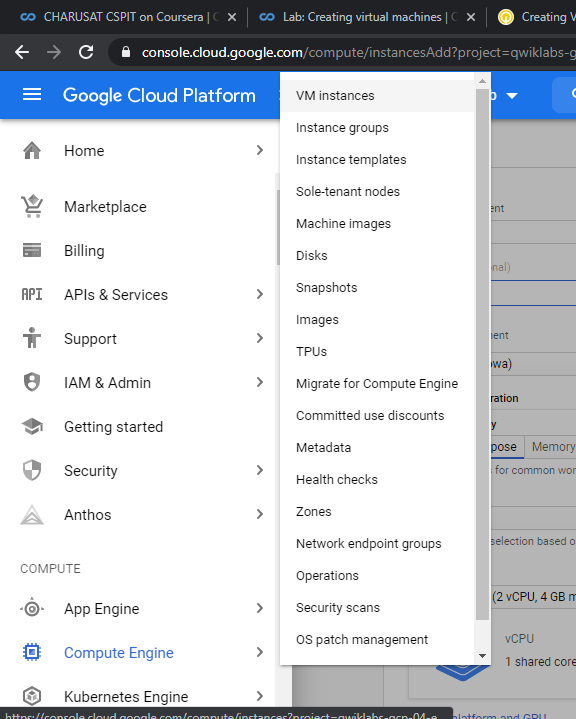 CHARUSAT CSPIT on Coursera | C
Lab: Creating virtual machines | C
Creating V
console.cloud.google.com/compute/instancesAdd?project=qwiklabs-g
Google Cloud Platform
Home
Marketplace
Billing
APIs & Services
Support
IAM & Admin
Getting started
Security
Anthos
COMPUTE
App Engine
Compute Engine
Kubernetes Engine
VM instances
Instance groups
Instance templates
Sole-tenant nodes
Machine images
Disks
Snapshots
Images
TPUs
Migrate for Compute Engine
Committed use discounts
Metadata
Health checks
Zones
Network endpoint groups
Operations
Security scans
OS patch management
b
ent
onal)
ent
owa)
ration
y
pose
Memory
s for common wor
selection based o
(2 vCPU, 4 GB m
vCPU
1 shared core
platform and GPU
https://console.cloud.google.com/compute/instances?project=qwiklabs-gcp-04-e...